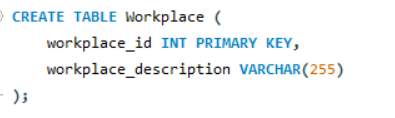 CREATE TABLE Workplace (
    workplace_id INT PRIMARY KEY,
    workplace_description VARCHAR(255)
);